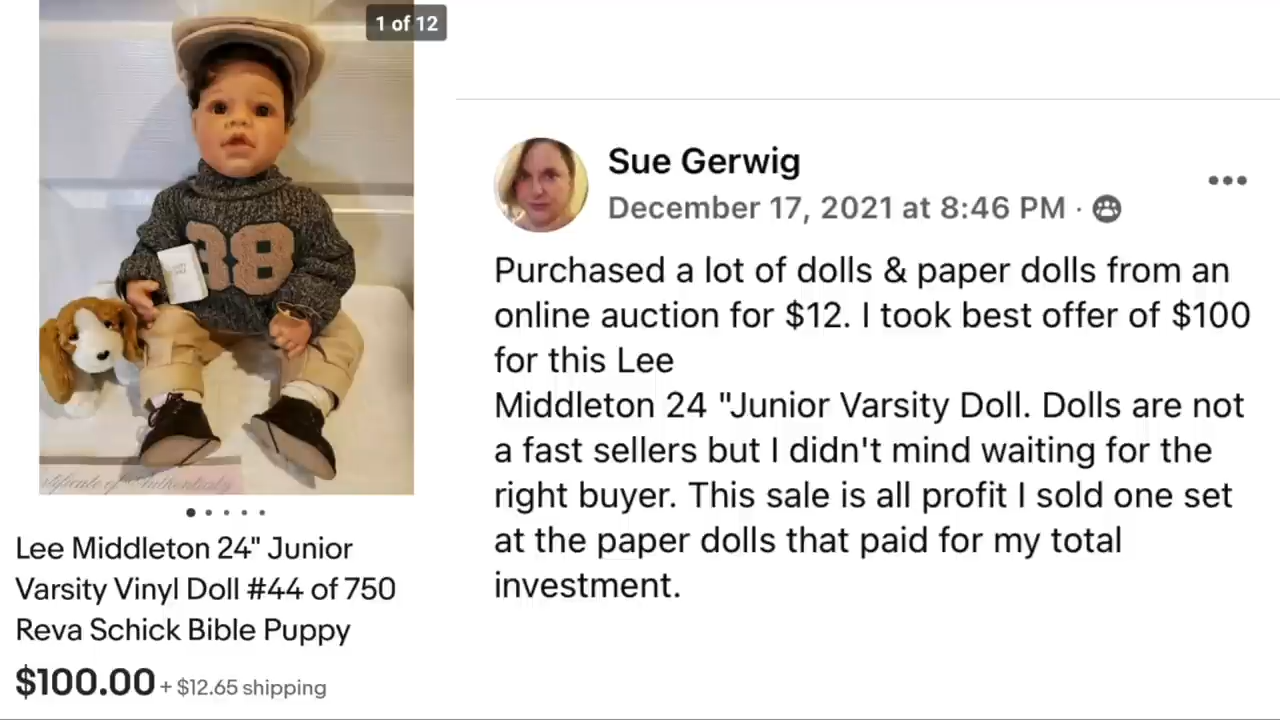 1 of 12
38
tificate of Authenticity
Lee Middleton 24" Junior
Varsity Vinyl Doll #44 of 750
Reva Schick Bible Puppy
$100.00 + $12.65 shipping
Sue Gerwig
December 17, 2021 at 8:46 PM ·
Purchased a lot of dolls & paper dolls from an
online auction for $12. I took best offer of $100
for this Lee
Middleton 24 "Junior Varsity Doll. Dolls are not
a fast sellers but I didn't mind waiting for the
right buyer. This sale is all profit I sold one set
at the paper dolls that paid for my total
investment.